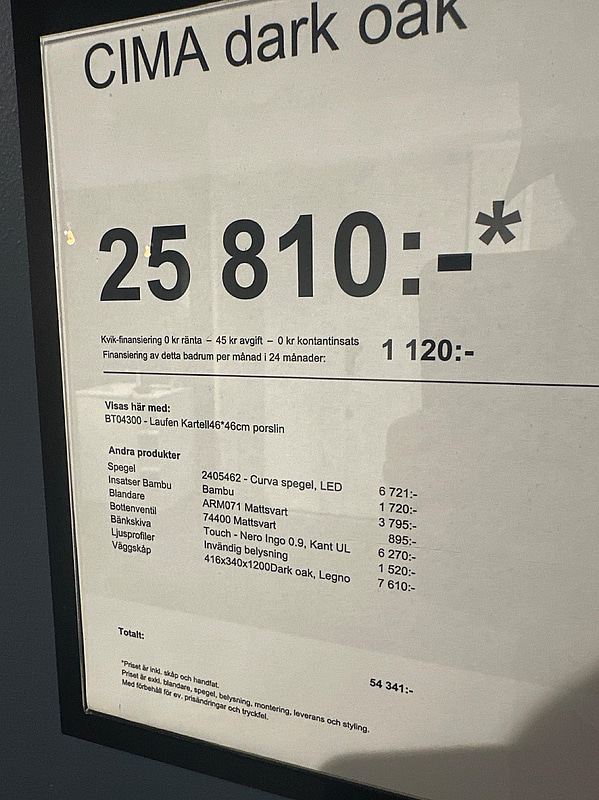 CIMA dark oak
25 810:-*
Kvik-finansiering 0 kr ränta – 45 kr avgift – 0 kr kontantinsats
Finansiering av detta badrum per månad i 24 månader: 1 120:-
Visas här med:
BT04300 - Laufen Kartell46*46cm porslin
Andra produkter
Spegel 2405462 - Curva spegel, LED 6 721:-
Insatser Bambu Bambu 1 720:-
Blandare ARM071 Mattsvart 3 795:-
Bottenventil 74400 Mattsvart 895:-
Bänkskiva Touch - Nero Ingo 0.9, Kant UL 6 270:-
Ljusprofiler Invändig belysning 1 520:-
Väggskåp 416x340x1200Dark oak, Legno 7 610:-
Totalt: 54 341:-
*Priset är inkl. skåp och handfat.
Priset är exkl. blandare, spegel, belysning, montering, leverans och styling.
Med förbehåll för ev. prisändringar och tryckfel.